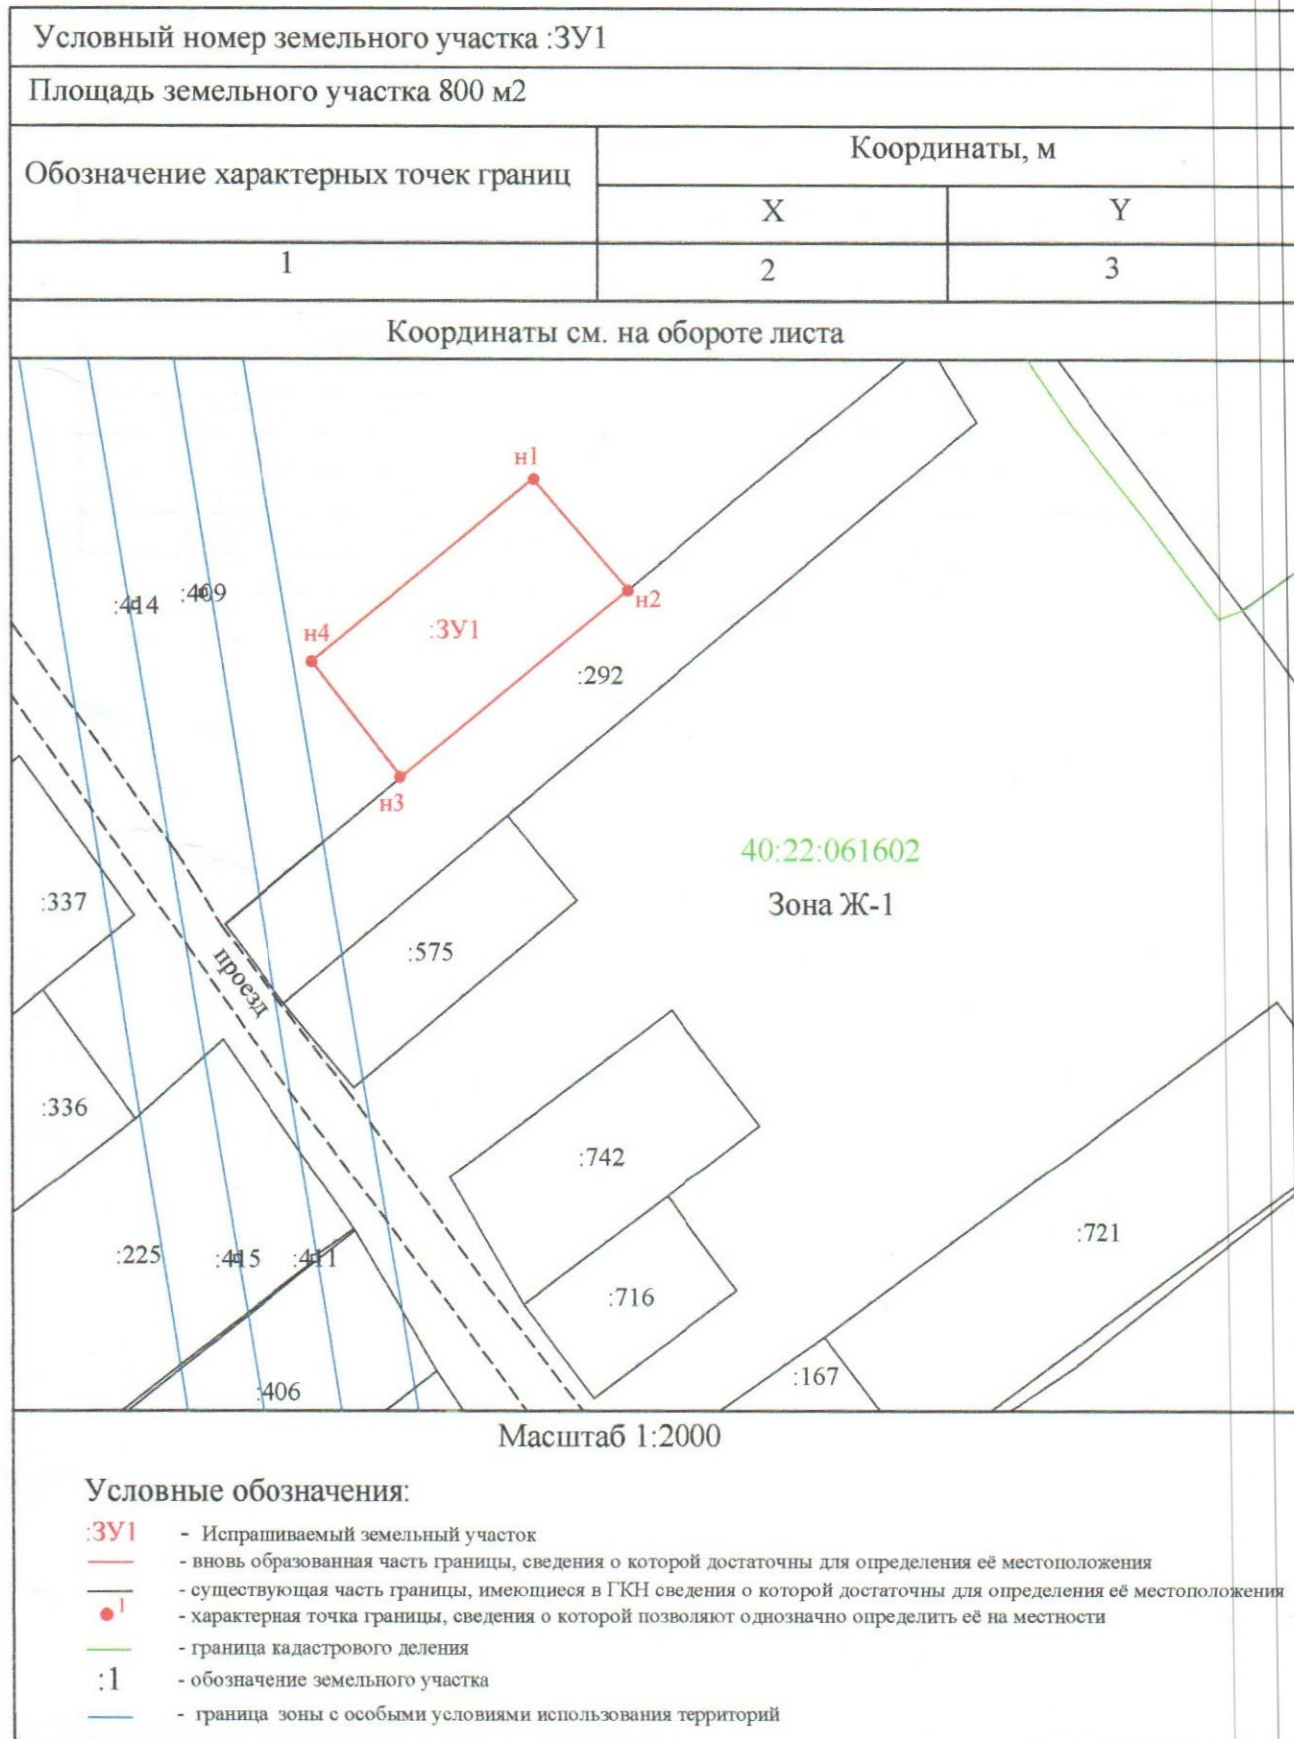 Условный номер земельного участка :ЗУ1
Площадь земельного участка 800 м2
Обозначение характерных точек границ
Координаты, м
X
Y
1
2
3
Координаты см. на обороте листа
н1
:414
:409
н2
:ЗУ1
н4
:292
н3
40:22:061602
:337
Зона Ж-1
:575
проезд
:336
:742
:721
:225
:415
:411
:716
:167
:406
Масштаб 1:2000
Условные обозначения:
:ЗУ1 - Испрашиваемый земельный участок
- вновь образованная часть границы, сведения о которой достаточны для определения её местоположения
- существующая часть границы, имеющиеся в ГКН сведения о которой достаточны для определения её местоположения
1 - характерная точка границы, сведения о которой позволяют однозначно определить её на местности
- граница кадастрового деления
:1 - обозначение земельного участка
- граница зоны с особыми условиями использования территорий